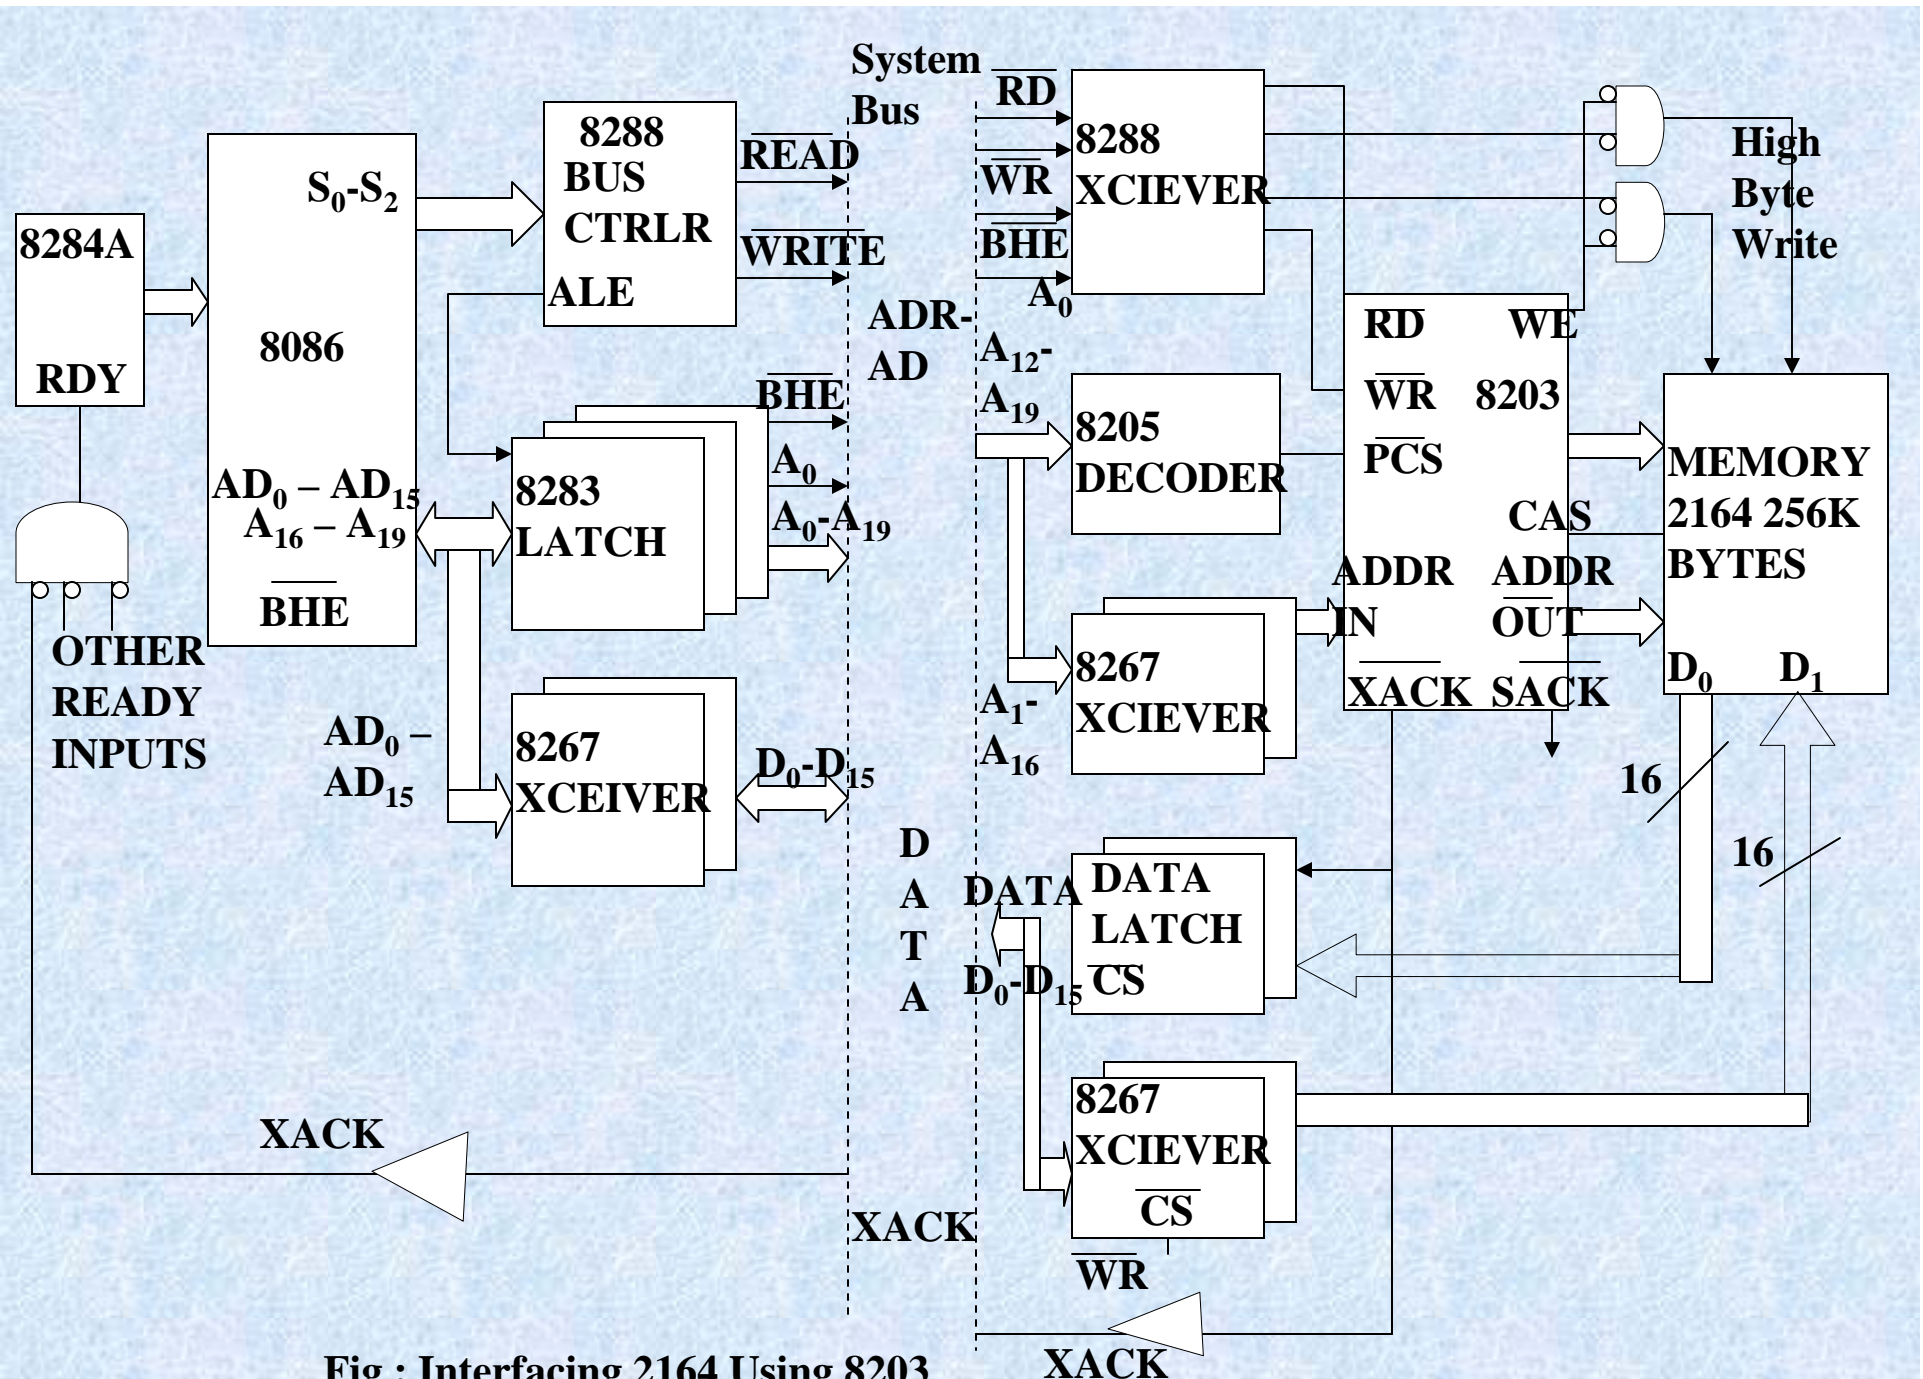 8284A
RDY
OTHER
READY
INPUTS
S0-S2
8086
AD0 – AD15
A16 – A19
BHE
8288
BUS
CTRLR
ALE
READ
WRITE
8283
LATCH
BHE
A0
A0-A19
AD0 –
AD15
8267
XCEIVER
D0-D15
XACK
System
Bus
ADR-
AD
D
A
T
A
XACK
RD
WR
BHE
A0
8288
XCIEVER
A12-
A19
8205
DECODER
A1-
A16
8267
XCIEVER
DATA
D0-D15
DATA
LATCH
CS
8267
XCIEVER
CS
WR
XACK
RD
WE
WR
8203
PCS
CAS
ADDR
IN
ADDR
OUT
XACK
SACK
High
Byte
Write
MEMORY
2164 256K
BYTES
D0
D1
16
16
Fig : Interfacing 2164 Using 8203